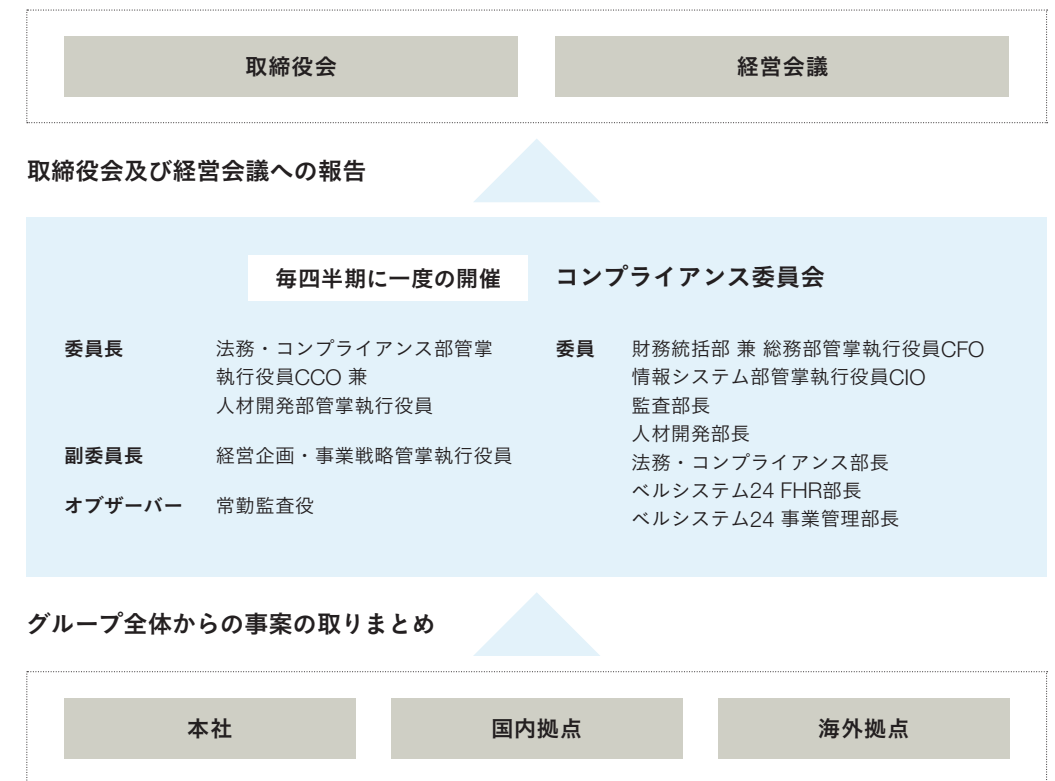 取締役会
経営会議
取締役会及び経営会議への報告
毎四半期に一度の開催
コンプライアンス委員会
委員長
法務・コンプライアンス部管掌
執行役員CCO 兼
人材開発部管掌執行役員
副委員長
経営企画・事業戦略管掌執行役員
オブザーバー
常勤監査役
委員
財務統括部 兼 総務部管掌執行役員CFO
情報システム部管掌執行役員CIO
監査部長
人材開発部長
法務・コンプライアンス部長
ベルシステム24 FHR部長
ベルシステム24 事業管理部長
グループ全体からの事案の取りまとめ
本社
国内拠点
海外拠点